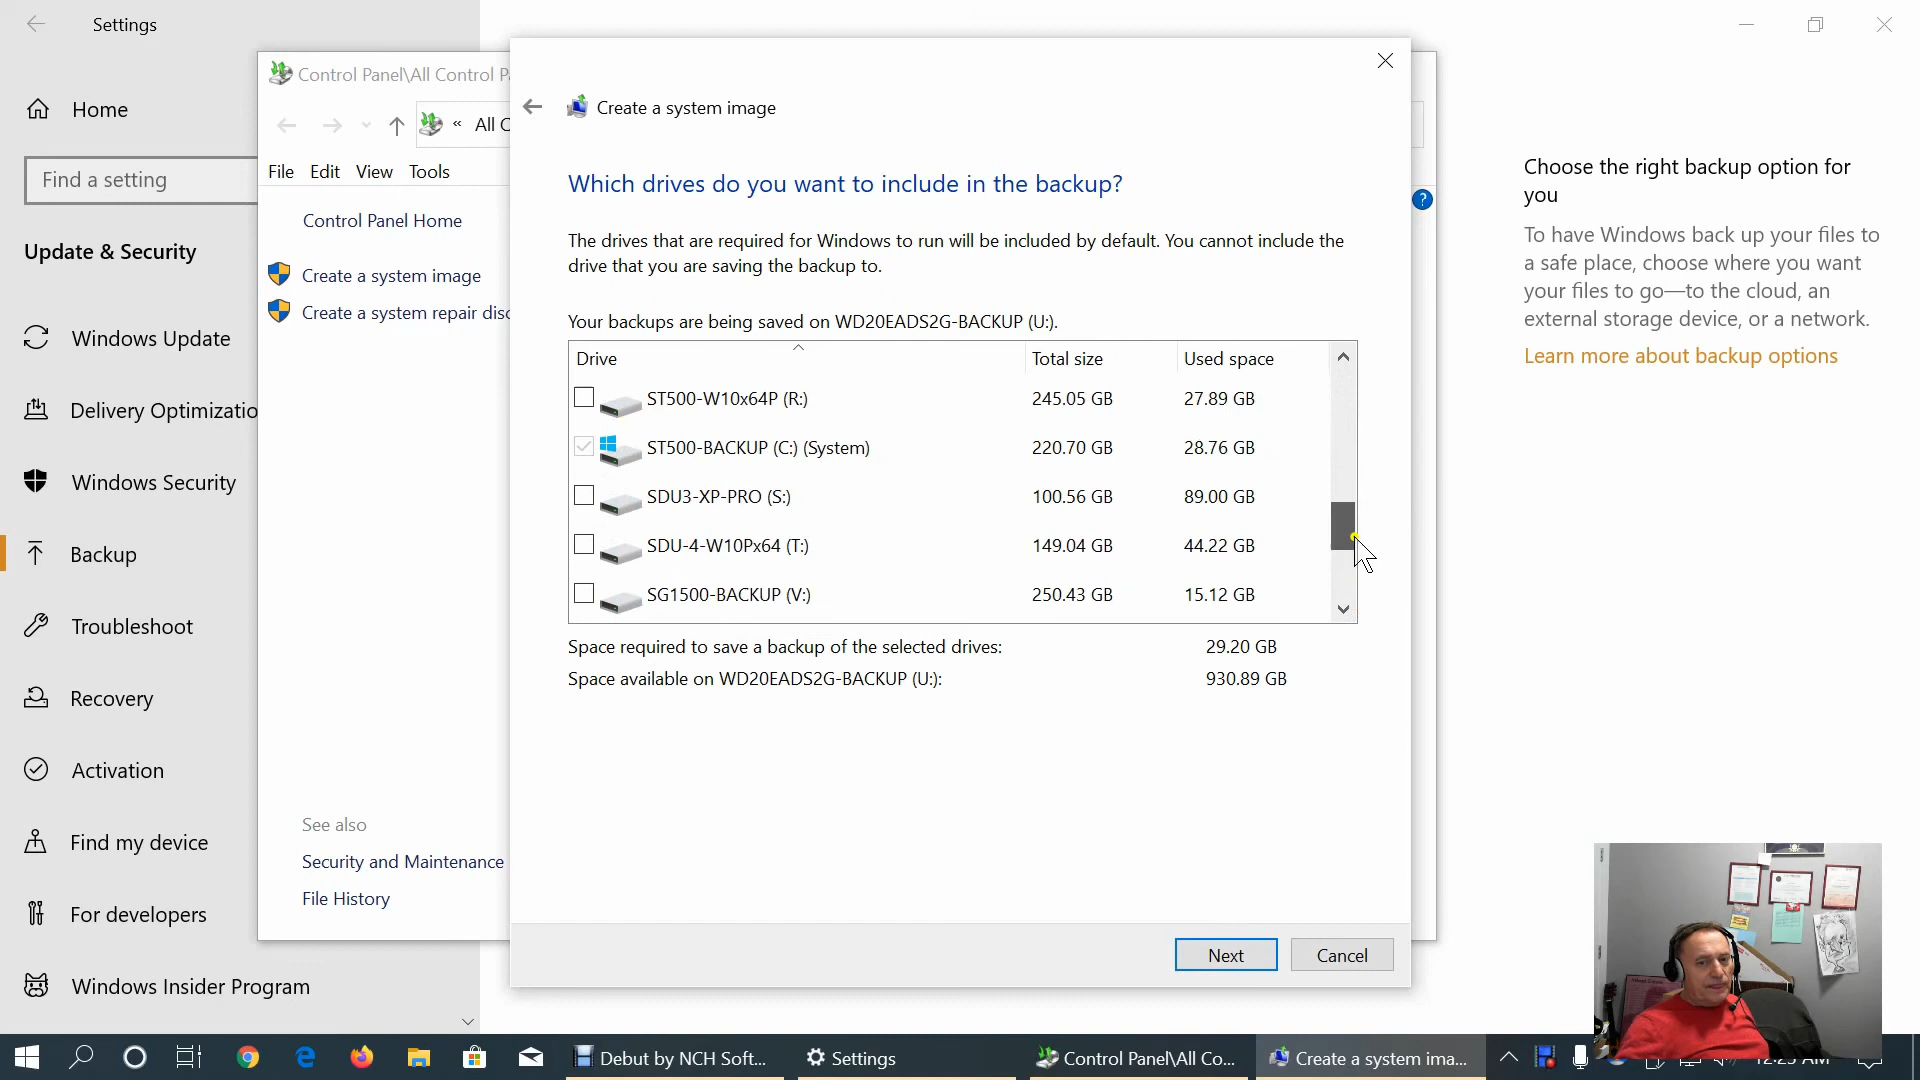 Settings
Home
Find a setting
Update & Security
Windows Update
Delivery Optimizatio
Windows Security
Backup
Troubleshoot
Recovery
Activation
Find my device
For developers
Windows Insider Program
Control Panel\All Control P
« All C
File Edit View Tools
Control Panel Home
Create a system image
Create a system repair disc
See also
Security and Maintenance
File History
Create a system image
Which drives do you want to include in the backup?
The drives that are required for Windows to run will be included by default. You cannot include the
drive that you are saving the backup to.
Your backups are being saved on WD20EADS2G-BACKUP (U:).
Drive Total size Used space
ST500-W10x64P (R:) 245.05 GB 27.89 GB
ST500-BACKUP (C:) (System) 220.70 GB 28.76 GB
SDU3-XP-PRO (S:) 100.56 GB 89.00 GB
SDU-4-W10Px64 (T:) 149.04 GB 44.22 GB
SG1500-BACKUP (V:) 250.43 GB 15.12 GB
Space required to save a backup of the selected drives: 29.20 GB
Space available on WD20EADS2G-BACKUP (U:): 930.89 GB
Next Cancel
?
Choose the right backup option for
you
To have Windows back up your files to
a safe place, choose where you want
your files to go—to the cloud, an
external storage device, or a network.
Learn more about backup options
Debut by NCH Soft... Settings Control Panel\All Co... Create a system ima...